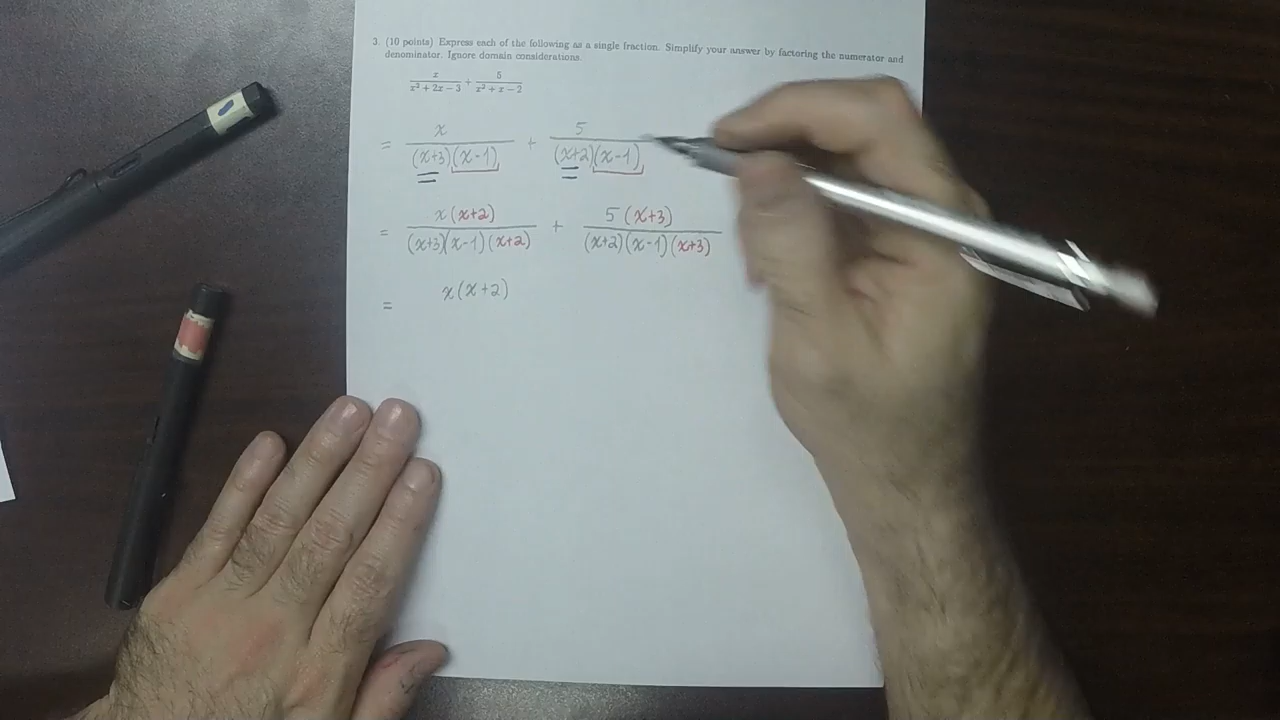 3. (10 points) Express each of the following as a single fraction. Simplify your answer by factoring the numerator and
denominator. Ignore domain considerations.
x/(x² + 2x − 3) + 5/(x² + x − 2)
= x/((x+3)(x-1)) + 5/((x+2)(x-1))
= x(x+2)/((x+3)(x-1)(x+2)) + 5(x+3)/((x+2)(x-1)(x+3))
= x(x+2)